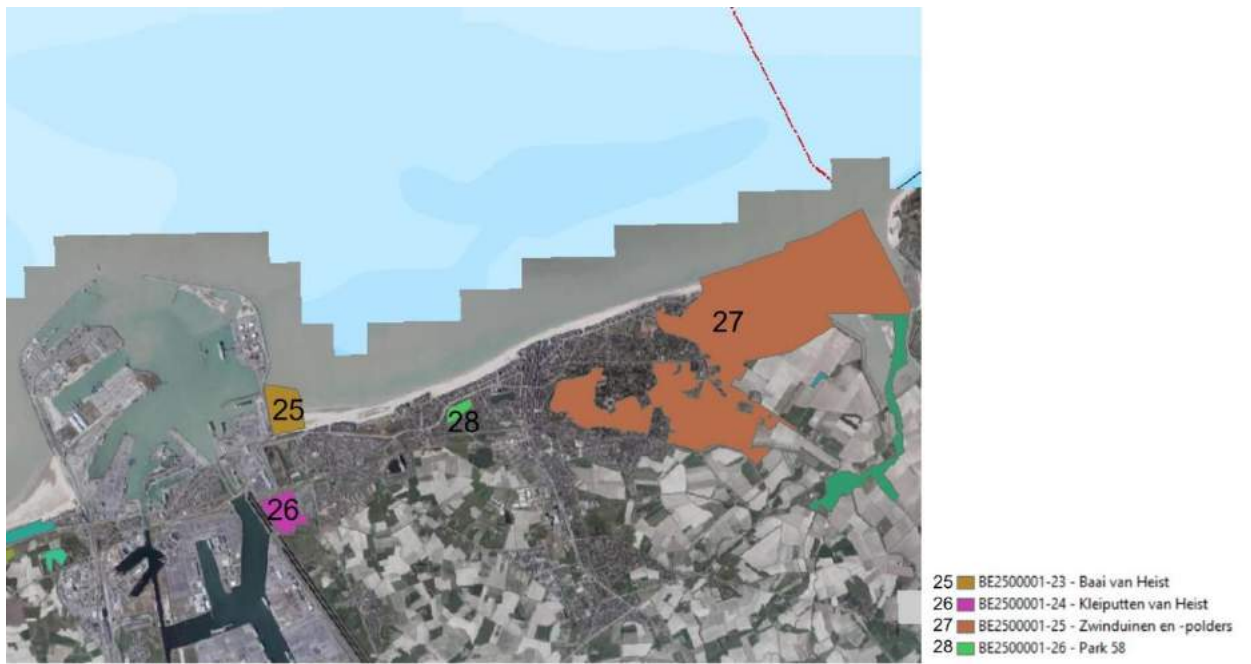 27
25
28
26
25 BE2500001-23 - Baai van Heist
26 BE2500001-24 - Kleiputten van Heist
27 BE2500001-25 - Zwinduinen en -polders
28 BE2500001-26 - Park 58